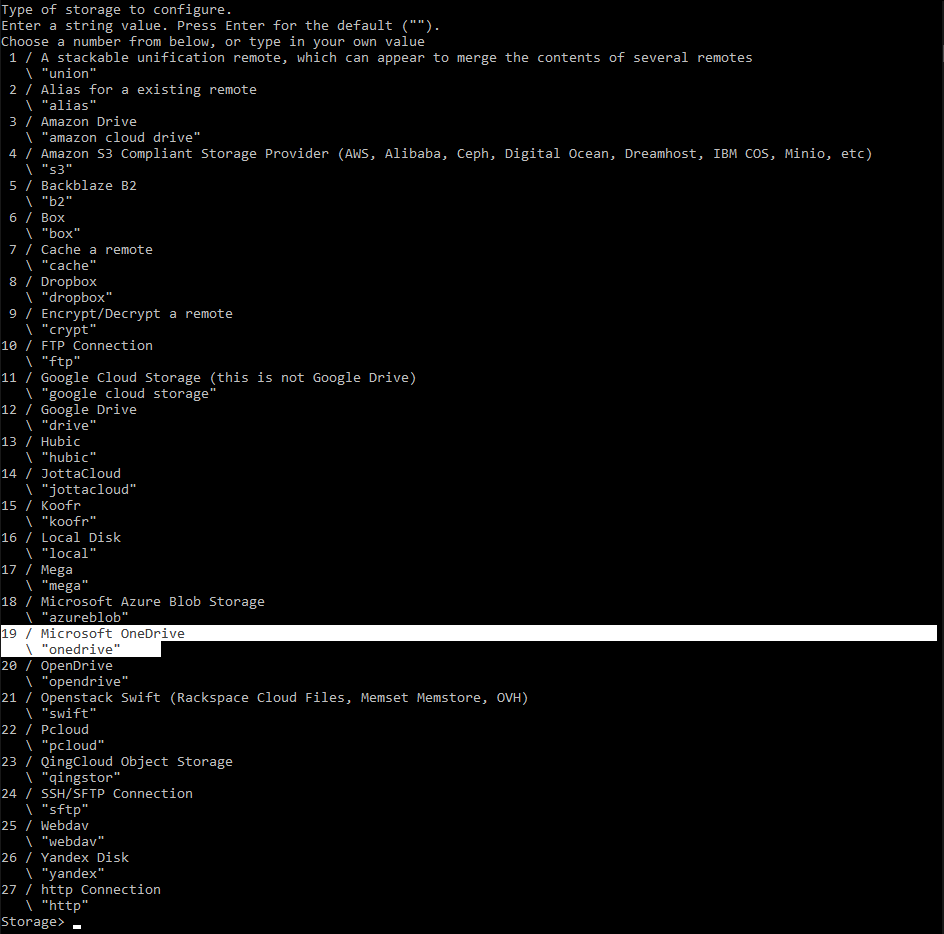 Type of storage to configure.
Enter a string value. Press Enter for the default ("").
Choose a number from below, or type in your own value
 1 / A stackable unification remote, which can appear to merge the contents of several remotes
   \ "union"
 2 / Alias for a existing remote
   \ "alias"
 3 / Amazon Drive
   \ "amazon cloud drive"
 4 / Amazon S3 Compliant Storage Provider (AWS, Alibaba, Ceph, Digital Ocean, Dreamhost, IBM COS, Minio, etc)
   \ "s3"
 5 / Backblaze B2
   \ "b2"
 6 / Box
   \ "box"
 7 / Cache a remote
   \ "cache"
 8 / Dropbox
   \ "dropbox"
 9 / Encrypt/Decrypt a remote
   \ "crypt"
10 / FTP Connection
   \ "ftp"
11 / Google Cloud Storage (this is not Google Drive)
   \ "google cloud storage"
12 / Google Drive
   \ "drive"
13 / Hubic
   \ "hubic"
14 / JottaCloud
   \ "jottacloud"
15 / Koofr
   \ "koofr"
16 / Local Disk
   \ "local"
17 / Mega
   \ "mega"
18 / Microsoft Azure Blob Storage
   \ "azureblob"
19 / Microsoft OneDrive
   \ "onedrive"
20 / OpenDrive
   \ "opendrive"
21 / Openstack Swift (Rackspace Cloud Files, Memset Memstore, OVH)
   \ "swift"
22 / Pcloud
   \ "pcloud"
23 / QingCloud Object Storage
   \ "qingstor"
24 / SSH/SFTP Connection
   \ "sftp"
25 / Webdav
   \ "webdav"
26 / Yandex Disk
   \ "yandex"
27 / http Connection
   \ "http"
Storage>